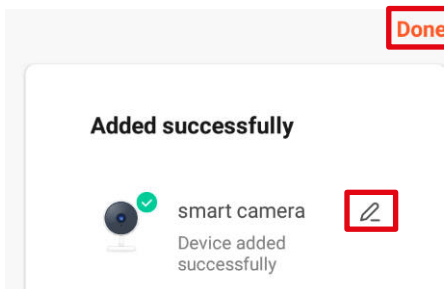 Done
Added successfully
smart camera
Device added
successfully